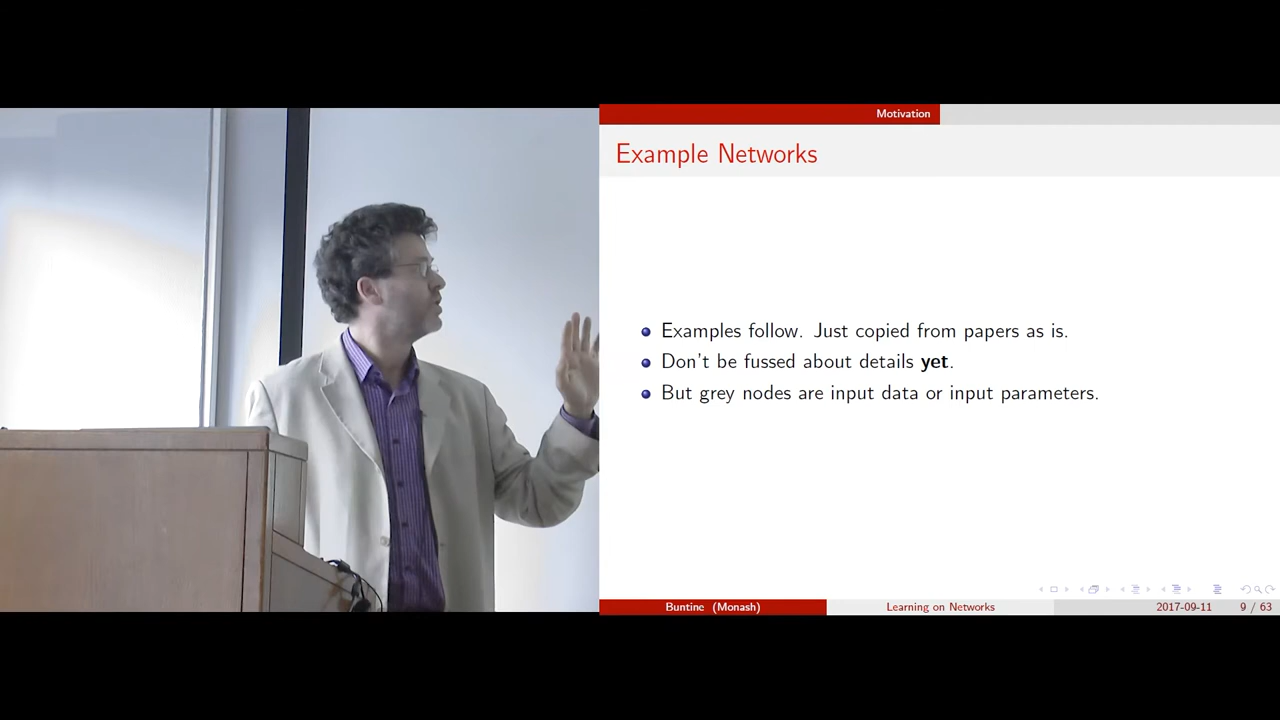 Motivation
Example Networks
Examples follow. Just copied from papers as is.
Don't be fussed about details yet.
But grey nodes are input data or input parameters.
Buntine (Monash) Learning on Networks 2017-09-11 9 / 63